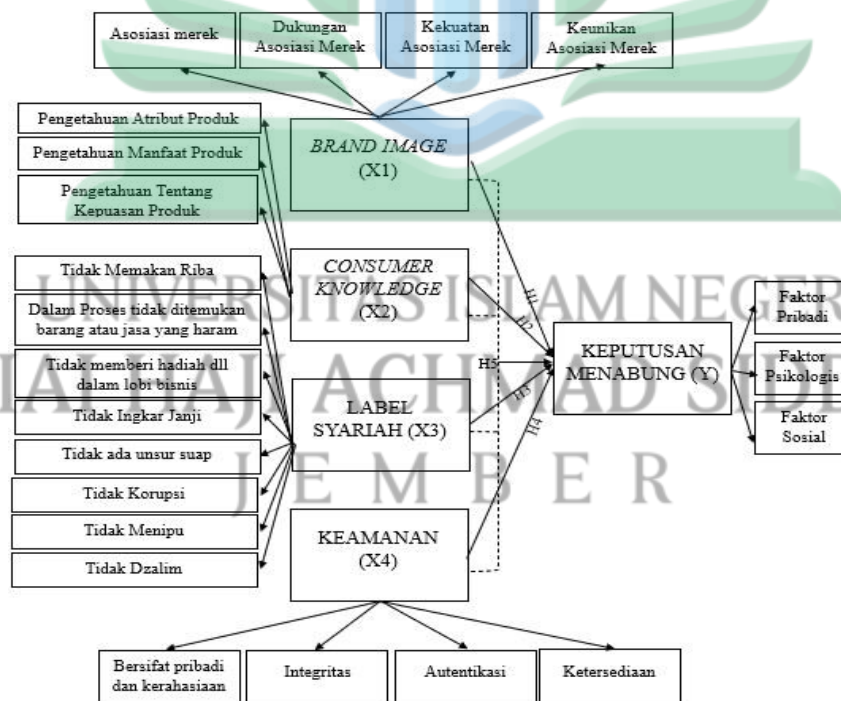 Asosiasi merek
Dukungan
Asosiasi Merek
Kekuatan
Asosiasi Merek
Keunikan
Asosiasi Merek
Pengetahuan Atribut Produk
Pengetahuan Manfaat Produk
Pengetahuan Tentang
Kepuasan Produk
BRAND IMAGE
(X1)
CONSUMER
KNOWLEDGE
(X2)
Tidak Memakan Riba
Dalam Proses tidak ditemukan
barang atau jasa yang haram
Tidak memberi hadiah dll
dalam lobi bisnis
Tidak Ingkar Janji
Tidak ada unsur suap
Tidak Korupsi
Tidak Menipu
Tidak Dzalim
LABEL
SYARIAH (X3)
KEAMANAN
(X4)
H1
H2
H5
H3
H4
KEPUTUSAN
MENABUNG (Y)
Faktor
Pribadi
Faktor
Psikologis
Faktor
Sosial
Bersifat pribadi
dan kerahasiaan
Integritas
Autentikasi
Ketersediaan
UNIVERSITAS ISLAM NEGER
IAI HAJI ACHMAD SIDD
JEMBER